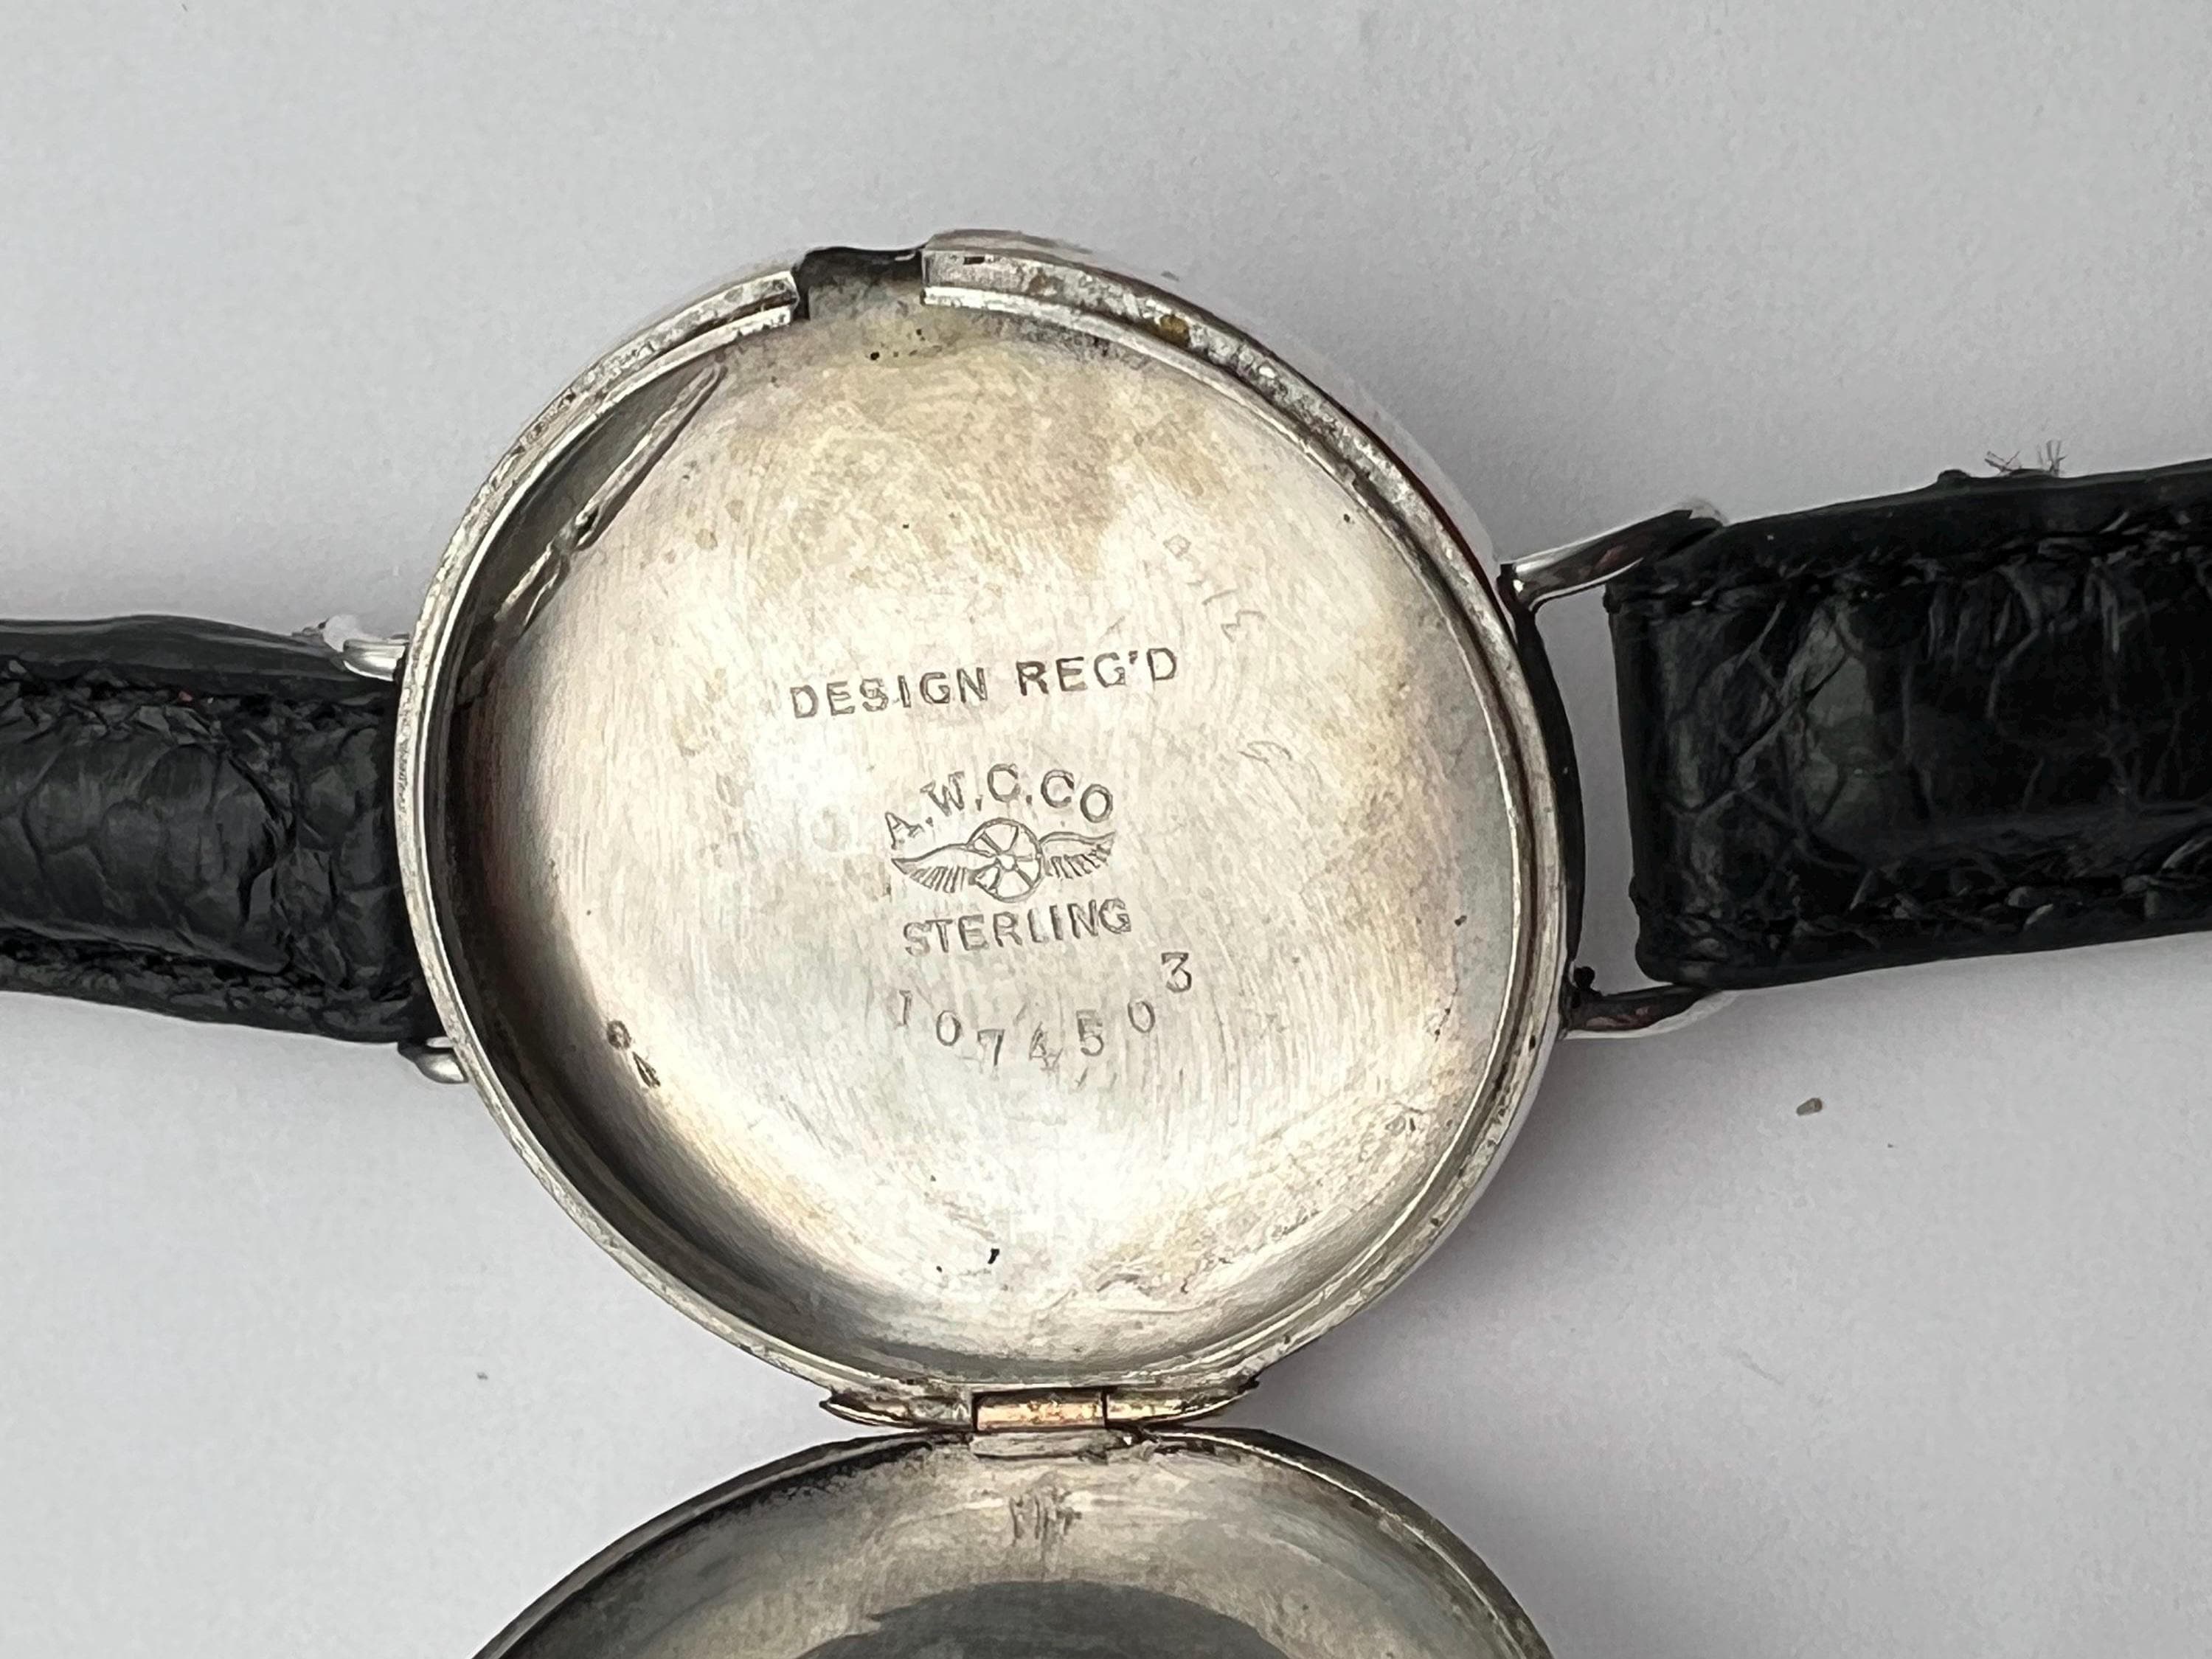 DESIGN REG'D
A.W.C.CO
STERLING
1074503